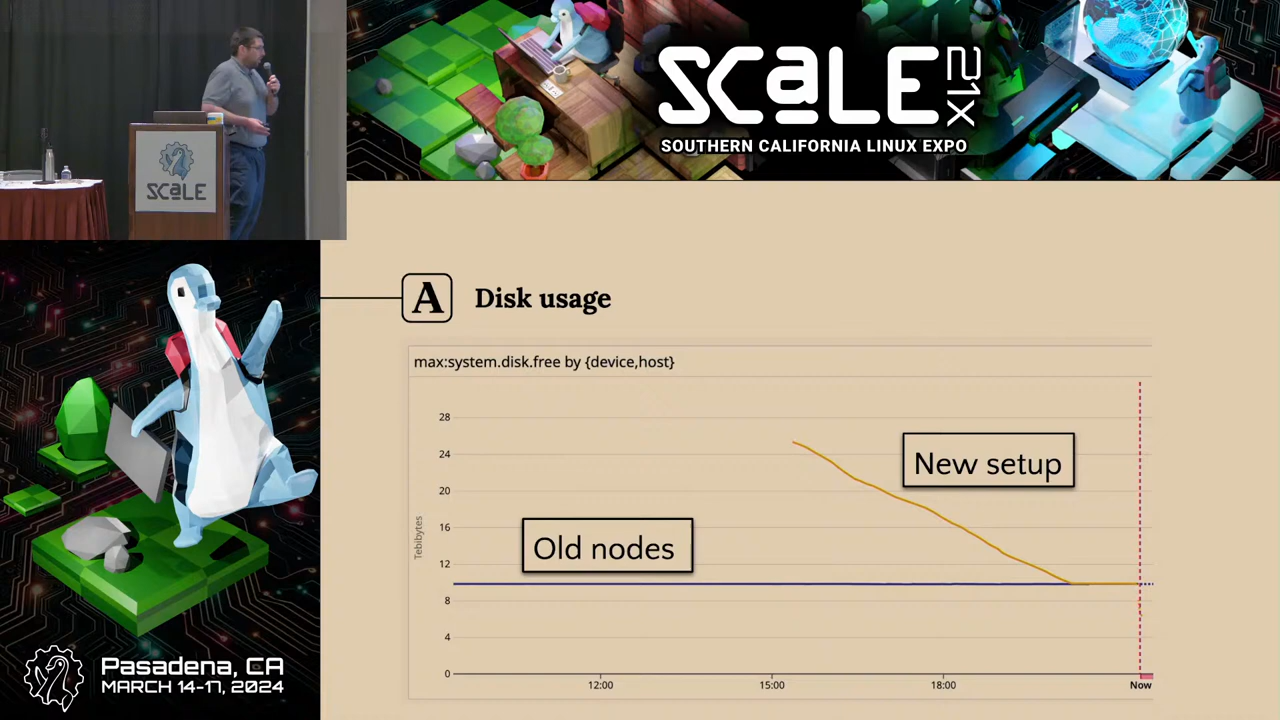 SCaLE 21X
SOUTHERN CALIFORNIA LINUX EXPO
SCaLE
A Disk usage
max:system.disk.free by {device,host}
28
24
20
16
12
8
4
0
Tebibytes
New setup
Old nodes
12:00 15:00 18:00 Now
Pasadena, CA
MARCH 14-17, 2024